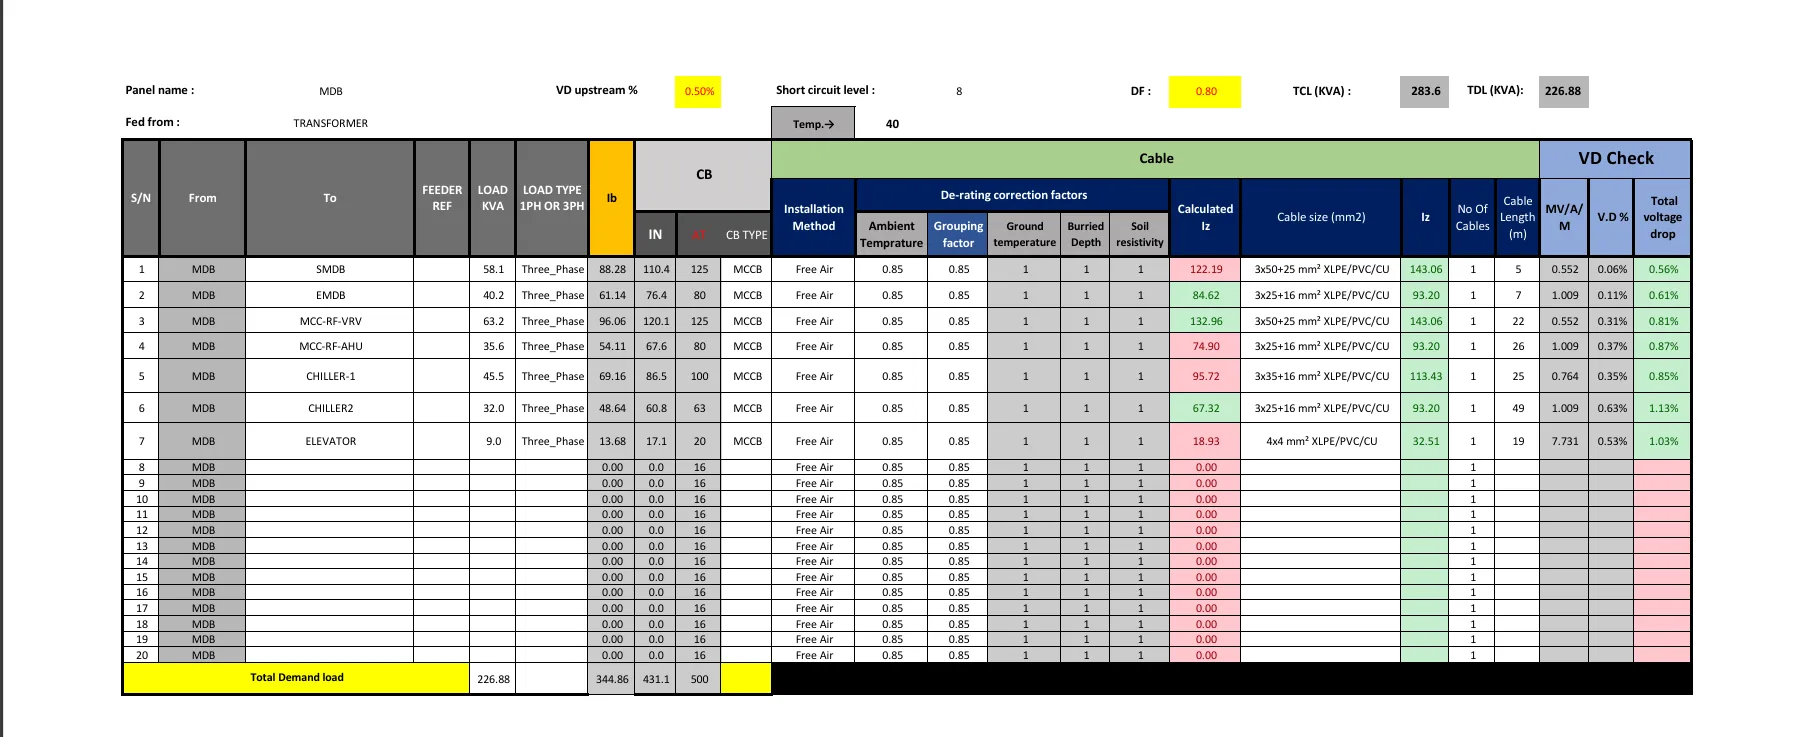 Panel name : MDB VD upstream % 0.50% Short circuit level : 8 DF : 0.80 TCL (KVA) : 283.6 TDL (KVA): 226.88
Fed from : TRANSFORMER Temp.→ 40
S/N From To FEEDER REF LOAD KVA LOAD TYPE 1PH OR 3PH Ib CB Cable VD Check
IN CB TYPE Installation Method De-rating correction factors Calculated Iz Cable size (mm2) Iz No Of Cables Cable Length (m) MV/A/M V.D % Total voltage drop
Ambient Temprature Grouping factor Ground temperature Burried Depth Soil resistivity
1 MDB SMDB 58.1 Three_Phase 88.28 110.4 125 MCCB Free Air 0.85 0.85 1 1 1 122.19 3x50+25 mm² XLPE/PVC/CU 143.06 1 5 0.552 0.06% 0.56%
2 MDB EMDB 40.2 Three_Phase 61.14 76.4 80 MCCB Free Air 0.85 0.85 1 1 1 84.62 3x25+16 mm² XLPE/PVC/CU 93.20 1 7 1.009 0.11% 0.61%
3 MDB MCC-RF-VRV 63.2 Three_Phase 96.06 120.1 125 MCCB Free Air 0.85 0.85 1 1 1 132.96 3x50+25 mm² XLPE/PVC/CU 143.06 1 22 0.552 0.31% 0.81%
4 MDB MCC-RF-AHU 35.6 Three_Phase 54.11 67.6 80 MCCB Free Air 0.85 0.85 1 1 1 74.90 3x25+16 mm² XLPE/PVC/CU 93.20 1 26 1.009 0.37% 0.87%
5 MDB CHILLER-1 45.5 Three_Phase 69.16 86.5 100 MCCB Free Air 0.85 0.85 1 1 1 95.72 3x35+16 mm² XLPE/PVC/CU 113.43 1 25 0.764 0.35% 0.85%
6 MDB CHILLER2 32.0 Three_Phase 48.64 60.8 63 MCCB Free Air 0.85 0.85 1 1 1 67.32 3x25+16 mm² XLPE/PVC/CU 93.20 1 49 1.009 0.63% 1.13%
7 MDB ELEVATOR 9.0 Three_Phase 13.68 17.1 20 MCCB Free Air 0.85 0.85 1 1 1 18.93 4x4 mm² XLPE/PVC/CU 32.51 1 19 7.731 0.53% 1.03%
8 MDB 0.00 0.0 16 Free Air 0.85 0.85 1 1 1 0.00 1
9 MDB 0.00 0.0 16 Free Air 0.85 0.85 1 1 1 0.00 1
10 MDB 0.00 0.0 16 Free Air 0.85 0.85 1 1 1 0.00 1
11 MDB 0.00 0.0 16 Free Air 0.85 0.85 1 1 1 0.00 1
12 MDB 0.00 0.0 16 Free Air 0.85 0.85 1 1 1 0.00 1
13 MDB 0.00 0.0 16 Free Air 0.85 0.85 1 1 1 0.00 1
14 MDB 0.00 0.0 16 Free Air 0.85 0.85 1 1 1 0.00 1
15 MDB 0.00 0.0 16 Free Air 0.85 0.85 1 1 1 0.00 1
16 MDB 0.00 0.0 16 Free Air 0.85 0.85 1 1 1 0.00 1
17 MDB 0.00 0.0 16 Free Air 0.85 0.85 1 1 1 0.00 1
18 MDB 0.00 0.0 16 Free Air 0.85 0.85 1 1 1 0.00 1
19 MDB 0.00 0.0 16 Free Air 0.85 0.85 1 1 1 0.00 1
20 MDB 0.00 0.0 16 Free Air 0.85 0.85 1 1 1 0.00 1
Total Demand load 226.88 344.86 431.1 500